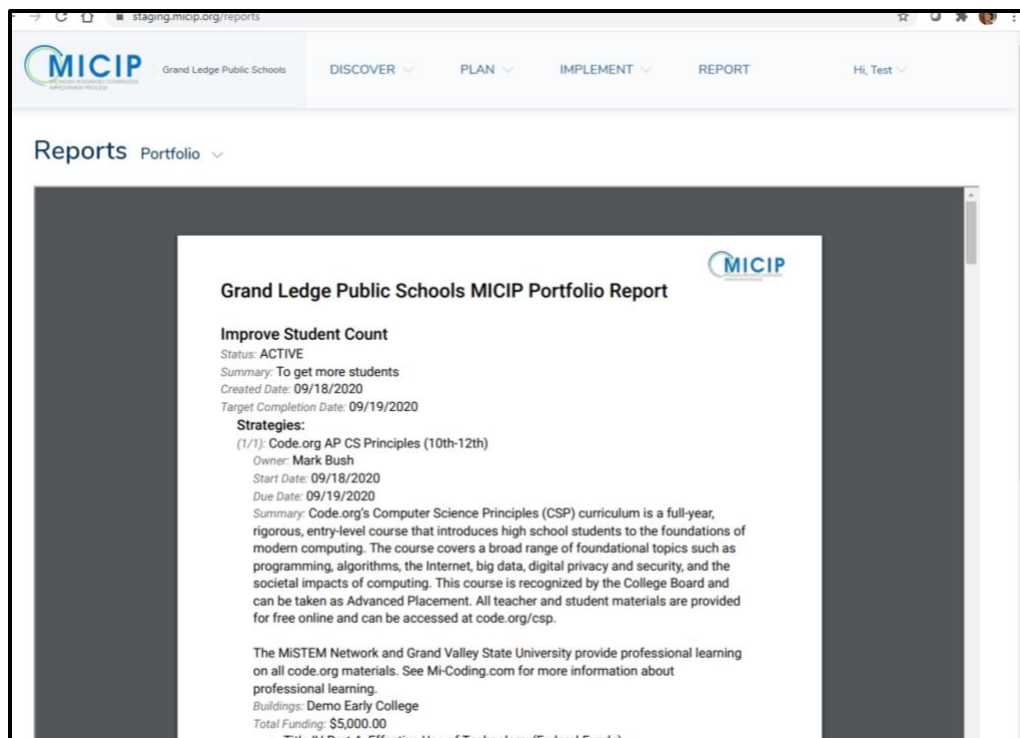 staging.micip.org/reports
MICIP
Grand Ledge Public Schools
DISCOVER
PLAN
IMPLEMENT
REPORT
Hi, Test
Reports Portfolio
MICIP
Grand Ledge Public Schools MICIP Portfolio Report
Improve Student Count
Status: ACTIVE
Summary: To get more students
Created Date: 09/18/2020
Target Completion Date: 09/19/2020
Strategies:
(1/1): Code.org AP CS Principles (10th-12th)
Owner: Mark Bush
Start Date: 09/18/2020
Due Date: 09/19/2020
Summary: Code.org's Computer Science Principles (CSP) curriculum is a full-year,
rigorous, entry-level course that introduces high school students to the foundations of
modern computing. The course covers a broad range of foundational topics such as
programming, algorithms, the Internet, big data, digital privacy and security, and the
societal impacts of computing. This course is recognized by the College Board and
can be taken as Advanced Placement. All teacher and student materials are provided
for free online and can be accessed at code.org/csp.
The MiSTEM Network and Grand Valley State University provide professional learning
on all code.org materials. See Mi-Coding.com for more information about
professional learning.
Buildings: Demo Early College
Total Funding: $5,000.00
Title IV Part A: Effective Use of Technology (Federal Funds)